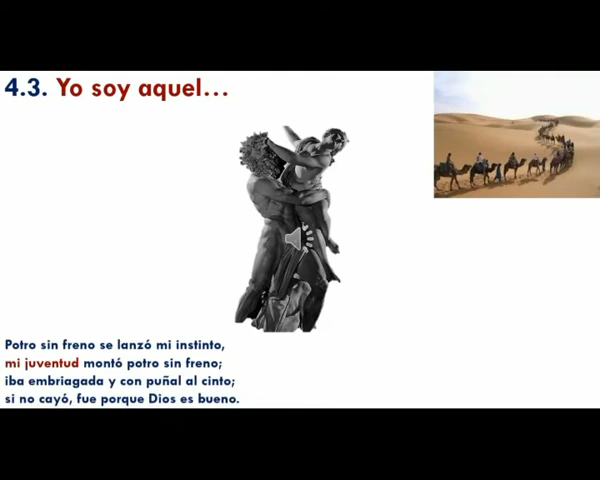 4.3. Yo soy aquel…
Potro sin freno se lanzó mi instinto,
mi juventud montó potro sin freno;
iba embriagada y con puñal al cinto;
si no cayó, fue porque Dios es bueno.